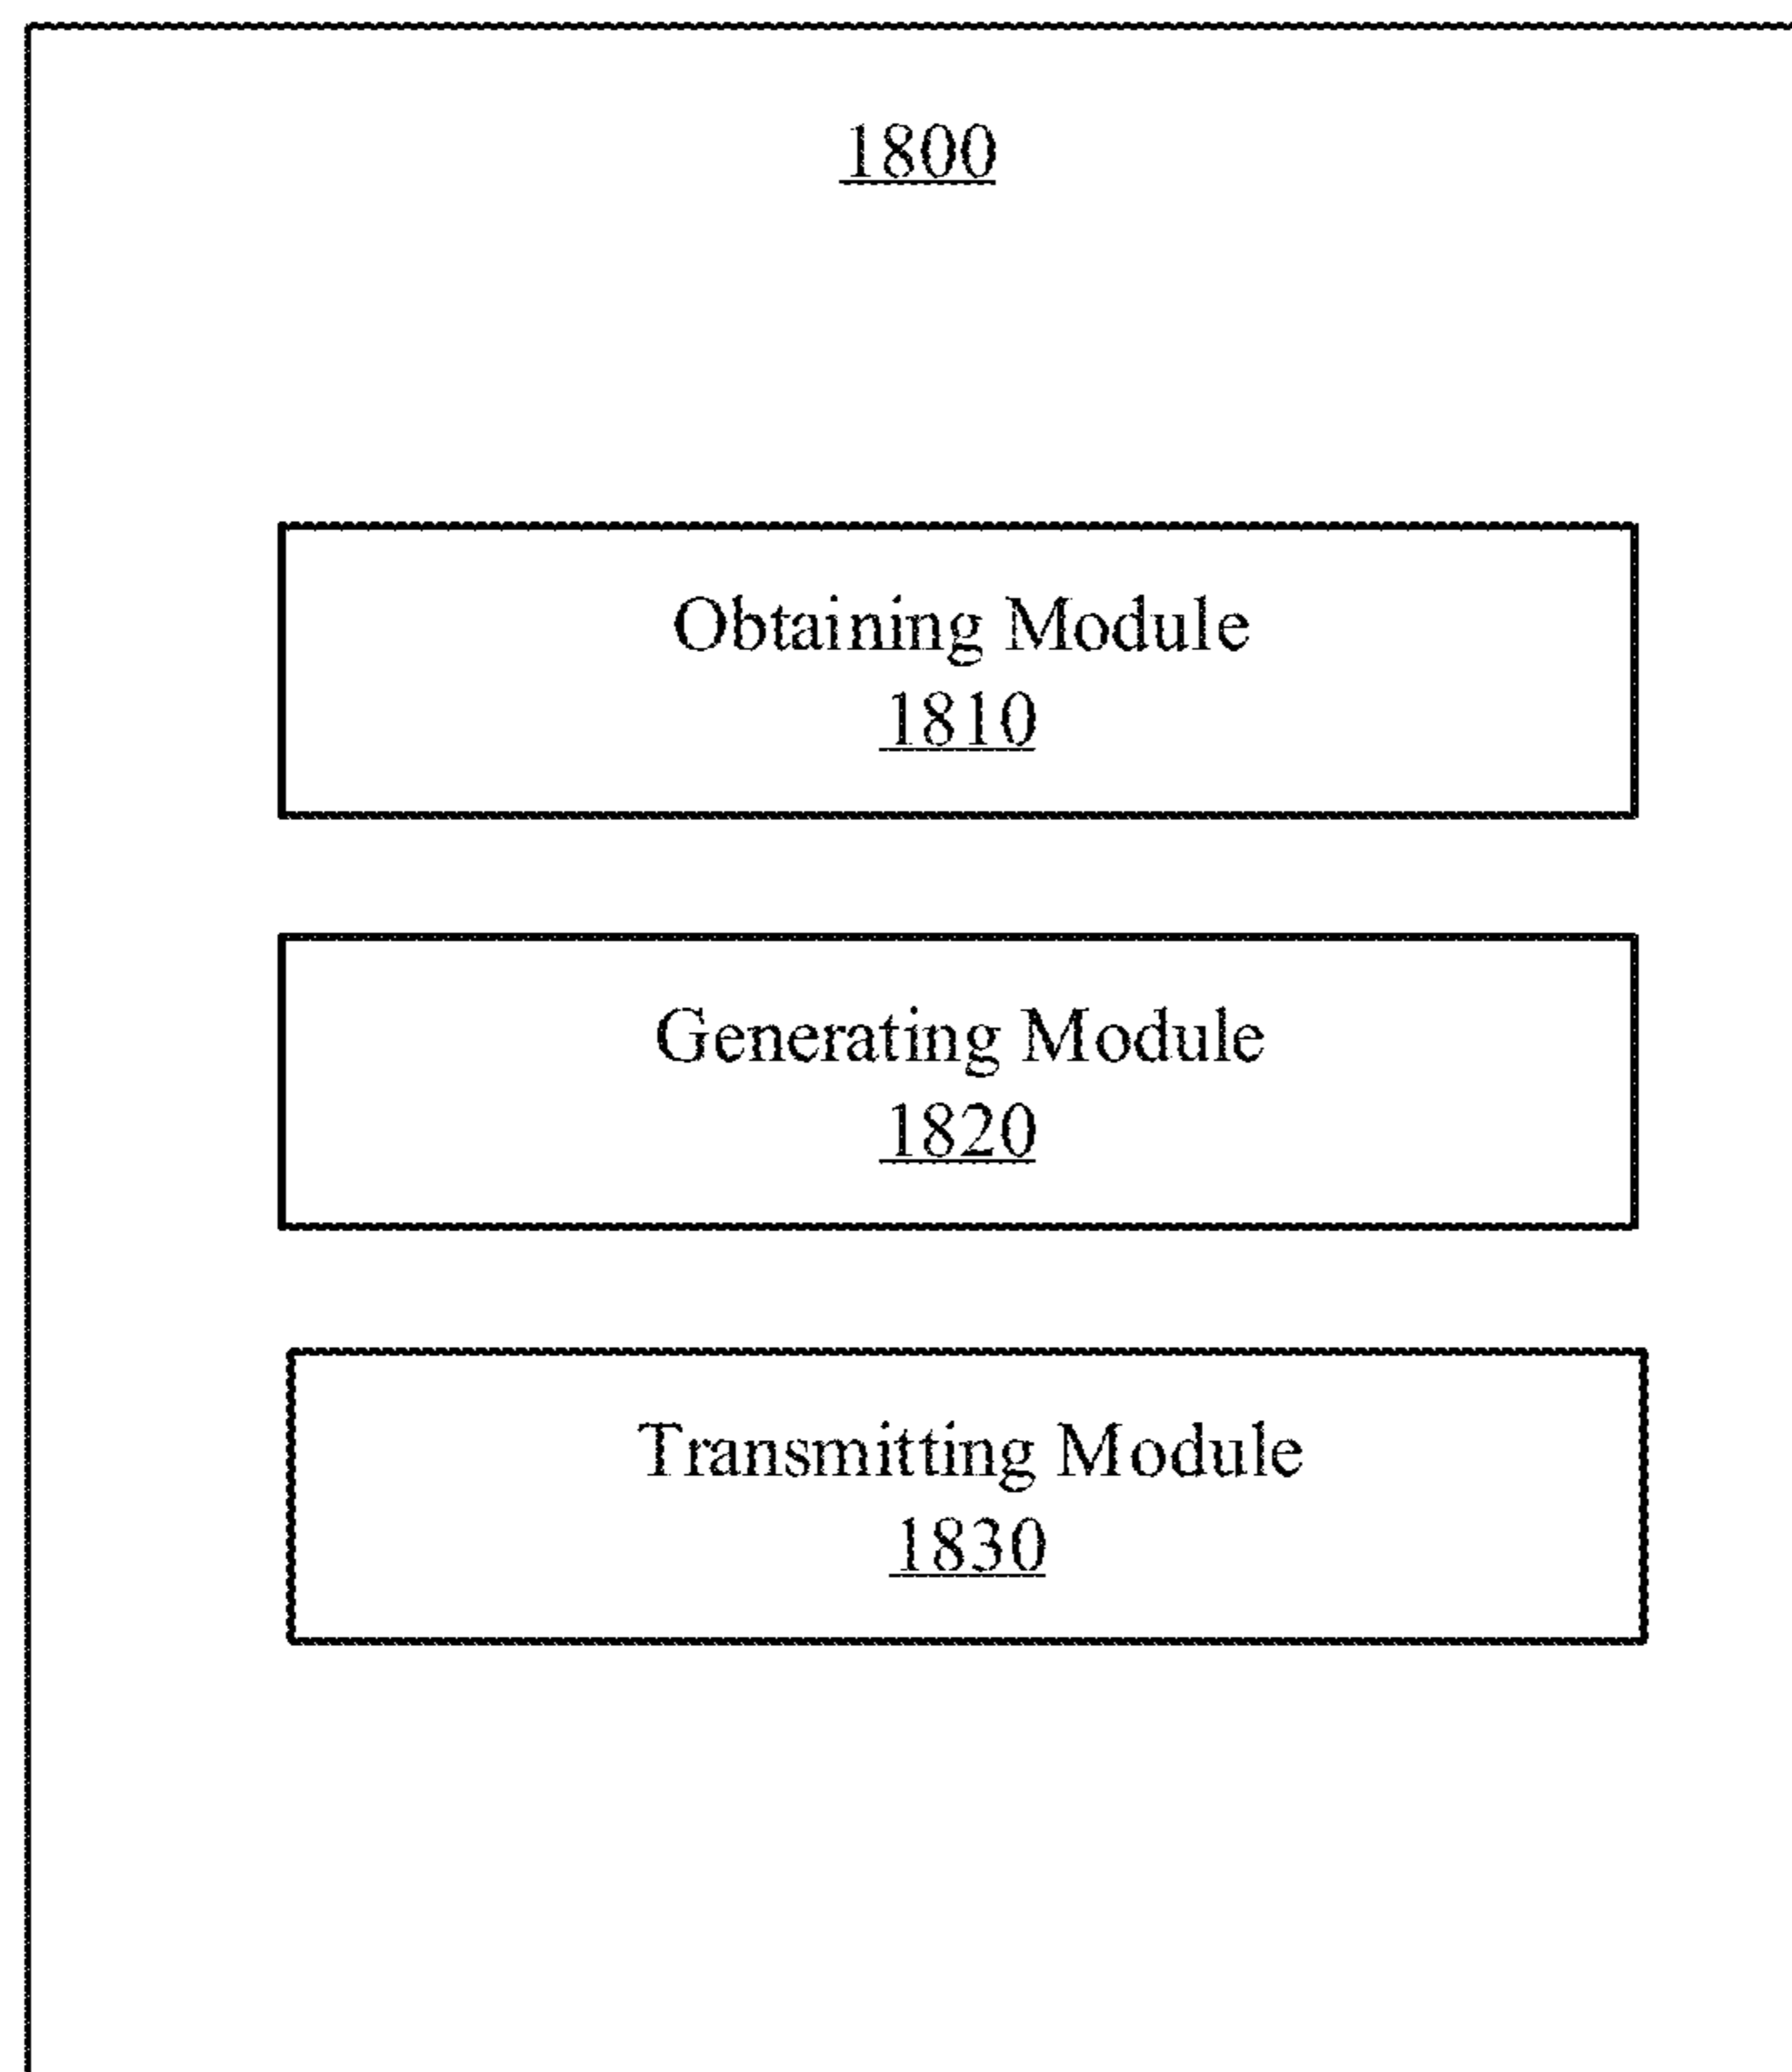 1800
Obtaining Module
1810
Generating Module
1820
Transmitting Module
1830